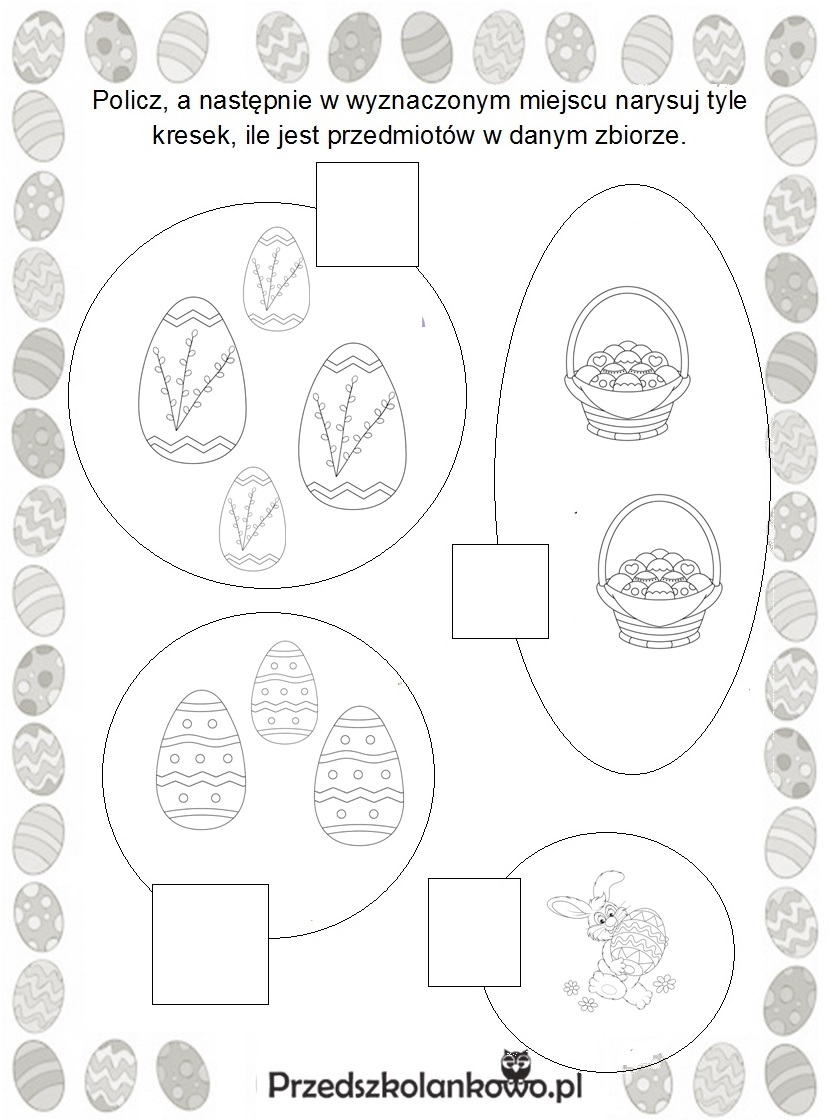 Policz, a następnie w wyznaczonym miejscu narysuj tyle
kresek, ile jest przedmiotów w danym zbiorze.
Przedszkolankowo.pl